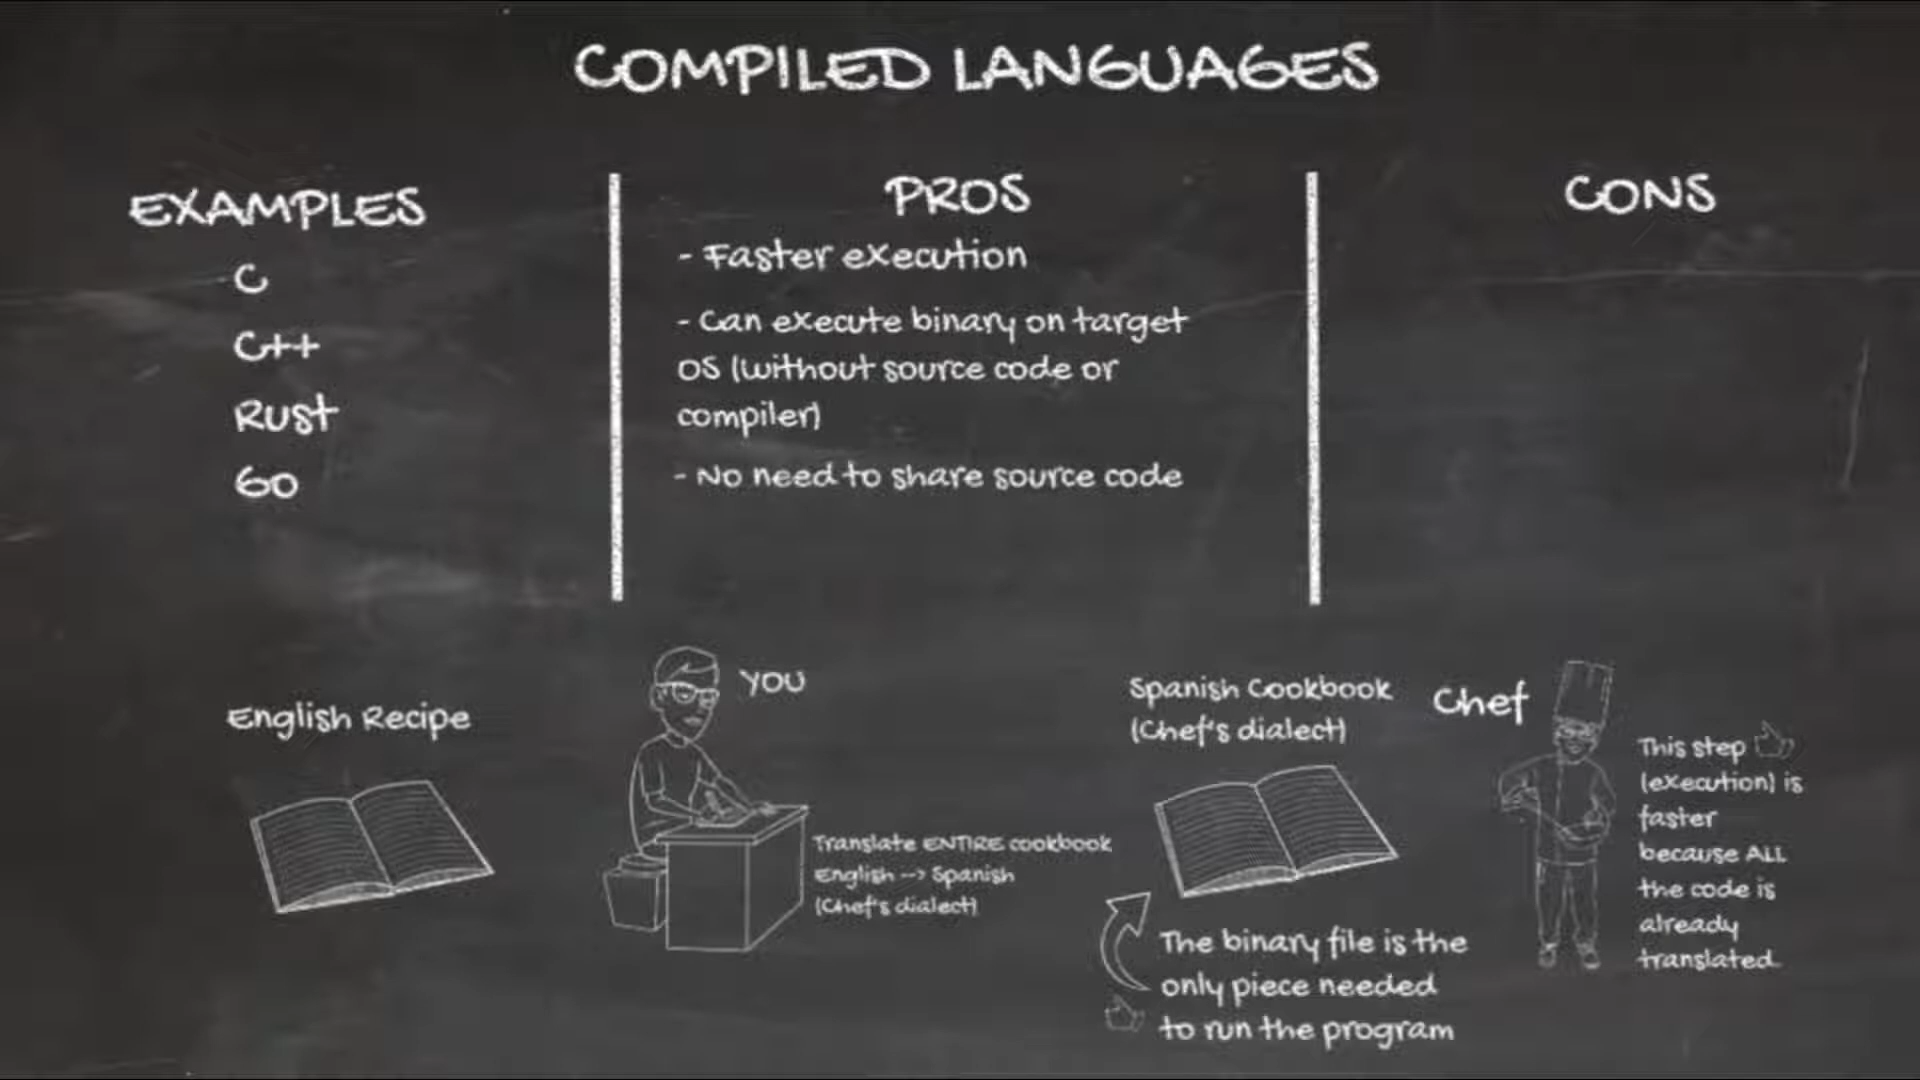 COMPILED LANGUAGES
EXAMPLES
C
C++
Rust
Go
PROS
- Faster execution
- Can execute binary on target
OS (without source code or
compiler)
- No need to share source code
CONS
English Recipe
YOU
Translate ENTIRE cookbook
English --> Spanish
(Chef's dialect)
Spanish Cookbook
(Chef's dialect)
The binary file is the
only piece needed
to run the program
Chef
This step
(execution) is
faster
because ALL
the code is
already
translated.